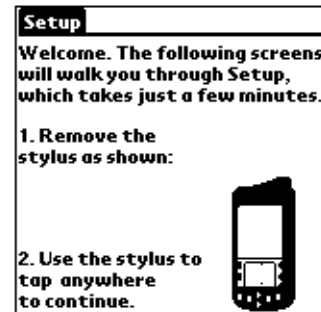 Setup
Welcome. The following screens
will walk you through Setup,
which takes just a few minutes.
1. Remove the
stylus as shown:
2. Use the stylus to
tap anywhere
to continue.